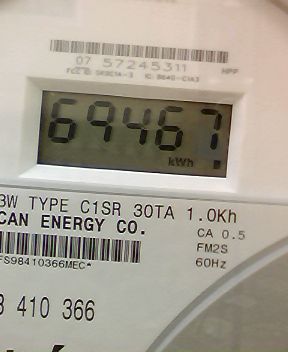 07 57245311
HPP
69467
kWh
3W TYPE C1SR 30TA 1.0Kh
CAN ENERGY CO.
CA 0.5
FM2S
FS98410366MEC*
60Hz
410 366